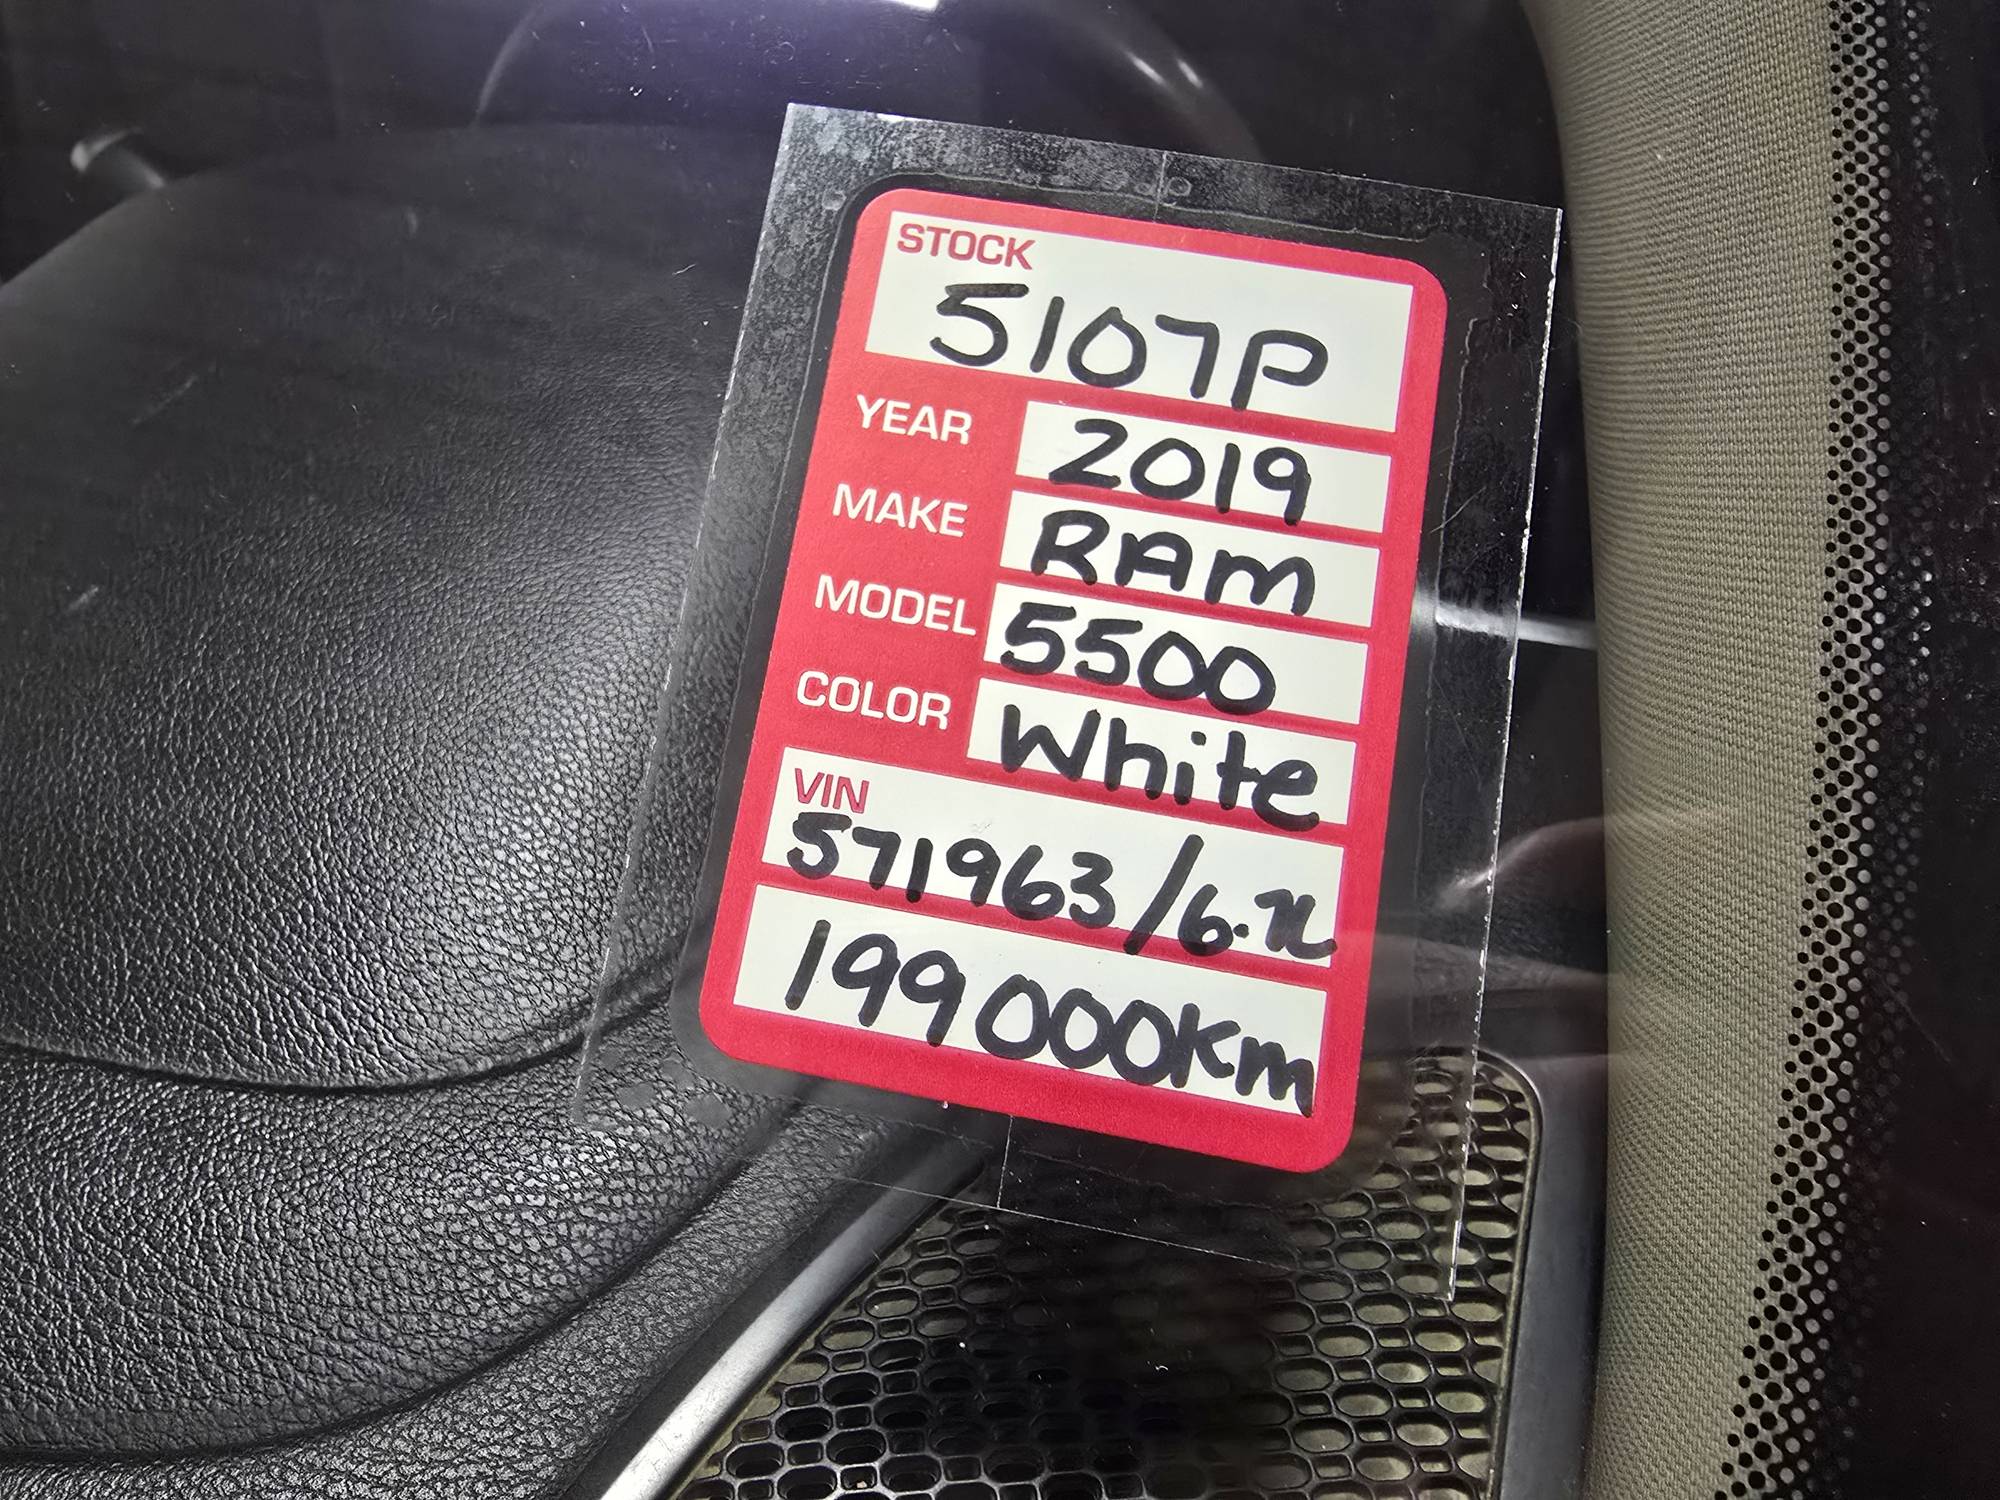 STOCK
5107P
YEAR 2019
MAKE RAM
MODEL 5500
COLOR White
VIN
571963/6.7L
199000Km